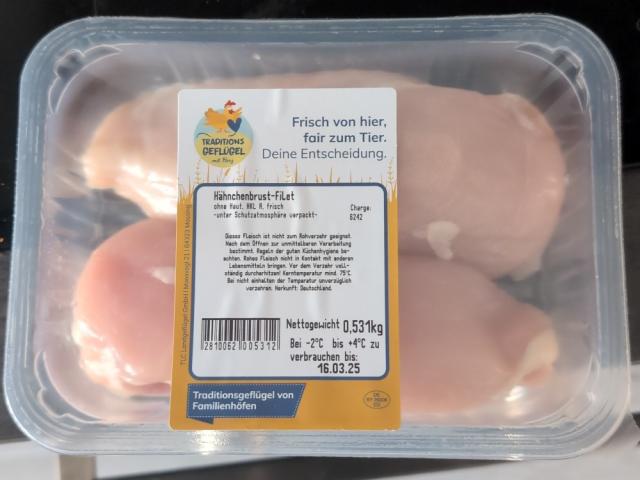 TRADITIONS
GEFLÜGEL
mit Herz
Frisch von hier,
fair zum Tier.
Deine Entscheidung.
Hähnchenbrust-Filet
ohne Haut, HKL A, frisch
-unter Schutzatmosphäre verpackt-
Charge:
6242
Dieses Fleisch ist nicht zum Rohverzehr geeignet.
Nach dem Öffnen zur unmittelbaren Verarbeitung
bestimmt. Regeln der guten Küchenhygiene be-
achten. Rohes Fleisch nicht in Kontakt mit anderen
Lebensmitteln bringen. Vor dem Verzehr voll-
ständig durcherhitzen! Kerntemperatur mind. 75°C.
Bei nicht einhalten der Temperatur unverzüglich
verzehren. Herkunft: Deutschland.
2810062 005312
Nettogewicht 0,531kg
Bei -2°C bis +4°C zu
verbrauchen bis:
16.03.25
Traditionsgeflügel von
Familienhöfen
DE
EG